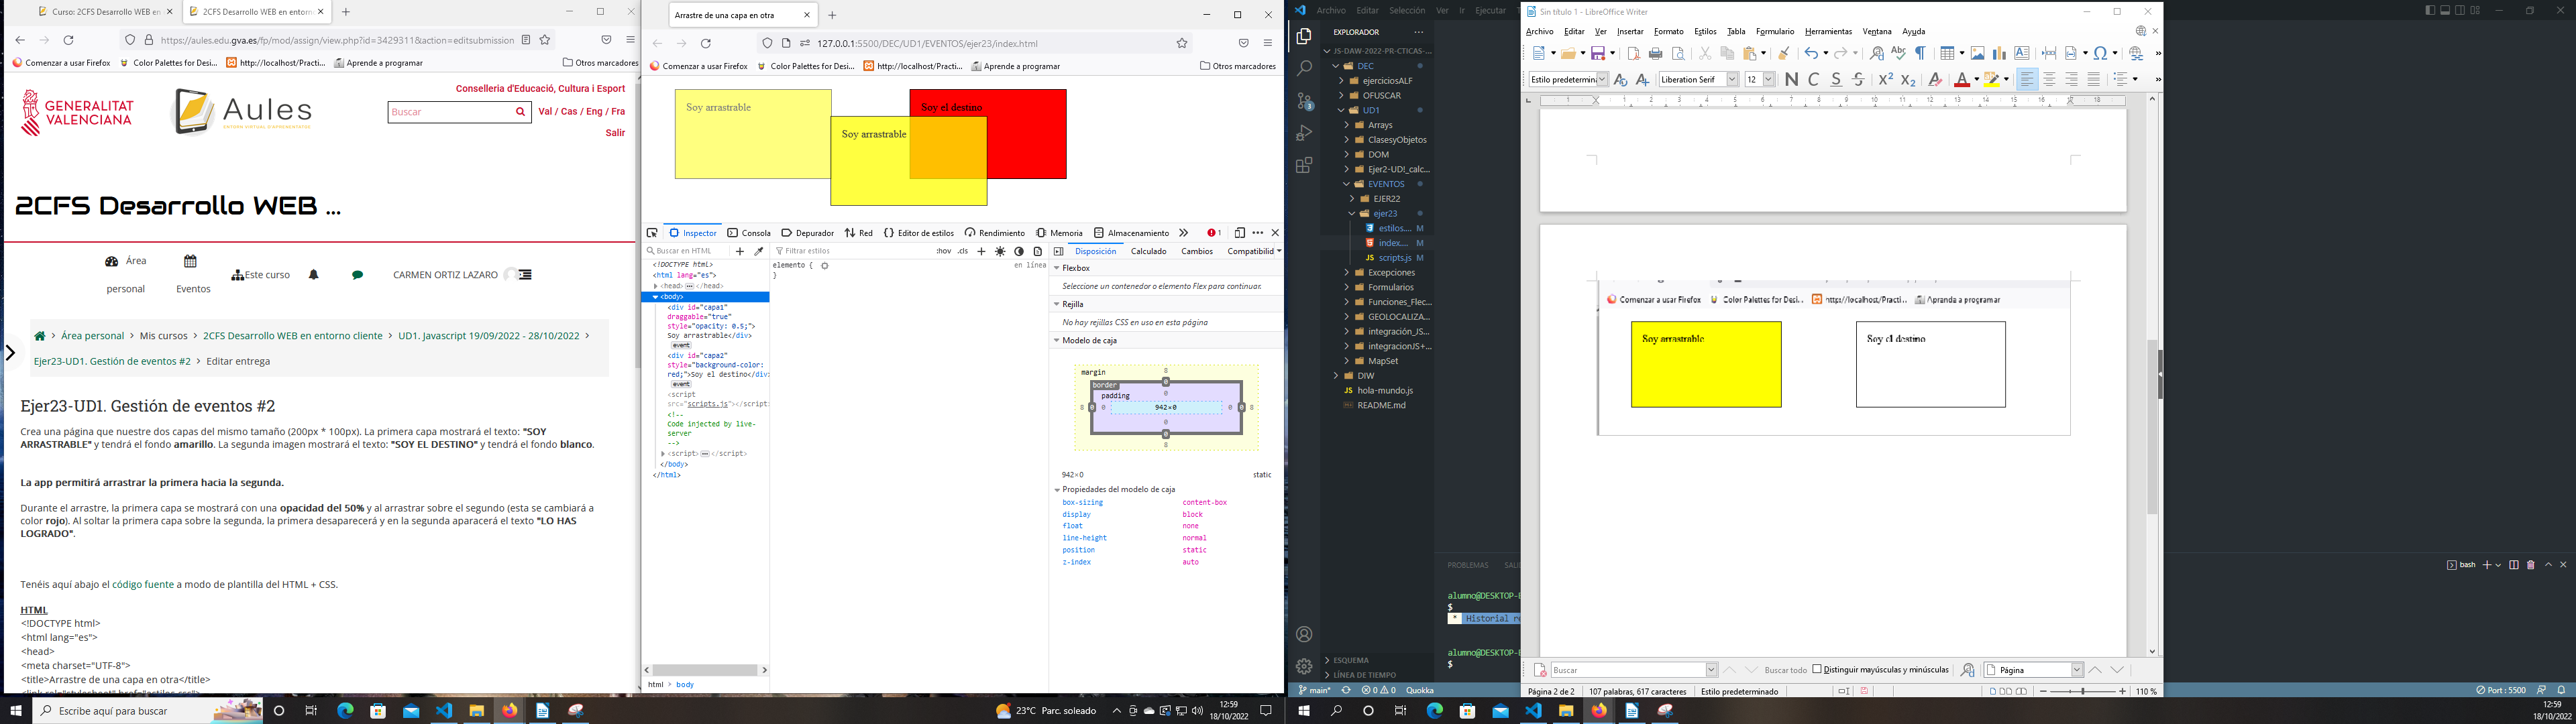 Curso: 2CFS Desarrollo WEB en
2CFS Desarrollo WEB en entorn
https://aules.edu.gva.es/fp/mod/assign/view.php?id=3429311&action=editsubmission
Comenzar a usar Firefox
Color Palettes for Desi...
http://localhost/Practi...
Aprende a programar
Otros marcadores
GENERALITAT
VALENCIANA
Aules
Conselleria d'Educació, Cultura i Esport
Buscar
Val / Cas / Eng / Fra
Salir
2CFS Desarrollo WEB ...
Área
personal
Eventos
Este curso
CARMEN ORTIZ LAZARO
Área personal > Mis cursos > 2CFS Desarrollo WEB en entorno cliente > UD1. Javascript 19/09/2022 - 28/10/2022 >
Ejer23-UD1. Gestión de eventos #2 > Editar entrega
Ejer23-UD1. Gestión de eventos #2
Crea una página que nuestre dos capas del mismo tamaño (200px * 100px). La primera capa mostrará el texto: "SOY
ARRASTRABLE" y tendrá el fondo amarillo. La segunda imagen mostrará el texto: "SOY EL DESTINO" y tendrá el fondo blanco.
La app permitirá arrastrar la primera hacia la segunda.
Durante el arrastre, la primera capa se mostrará con una opacidad del 50% y al arrastrar sobre el segundo (esta se cambiará a
color rojo). Al soltar la primera capa sobre la segunda, la primera desaparecerá y en la segunda aparacerá el texto "LO HAS
LOGRADO".
Tenéis aquí abajo el código fuente a modo de plantilla del HTML + CSS.
HTML
<!DOCTYPE html>
<html lang="es">
<head>
<meta charset="UTF-8">
<title>Arrastre de una capa en otra</title>
Escribe aquí para buscar
23°C Parc. soleado
12:59
18/10/2022
Arrastre de una capa en otra
127.0.0.1:5500/DEC/UD1/EVENTOS/ejer23/index.html
Comenzar a usar Firefox
Color Palettes for Desi...
http://localhost/Practi...
Aprende a programar
Otros marcadores
Soy arrastrable
Soy el destino
Soy arrastrable
Inspector
Consola
Depurador
Red
Editor de estilos
Rendimiento
Memoria
Almacenamiento
1
Buscar en HTML
Filtrar estilos
:hov .cls
Disposición
Calculado
Cambios
Compatibilid
<!DOCTYPE html>
<html lang="es">
<head> </head>
<body>
<div id="capa1"
draggable="true"
style="opacity: 0.5;">
Soy arrastrable</div>
event
<div id="capa2"
style="background-color:
red;">Soy el destino</div>
event
<script
src="scripts.js"></script>
<!--
Code injected by live-
server
-->
<script> </script>
</body>
</html>
elemento {
en línea
}
Flexbox
Seleccione un contenedor o elemento Flex para continuar.
Rejilla
No hay rejillas CSS en uso en esta página
Modelo de caja
margin
8
border
0
padding
0
8 0 0 942×0 0 0 8
0
0
8
942×0
static
Propiedades del modelo de caja
box-sizing content-box
display block
float none
line-height normal
position static
z-index auto
html > body
Archivo Editar Selección Ver Ir Ejecutar
EXPLORADOR
JS-DAW-2022-PR-CTICAS-...
DEC
ejerciciosALF
OFUSCAR
UD1
Arrays
ClasesyObjetos
DOM
Ejer2-UDI_calc...
EVENTOS
EJER22
ejer23
estilos.... M
index.... M
scripts.js M
Excepciones
Formularios
Funciones_Flec...
GEOLOCALIZA...
integración_JS...
integracionJS+...
MapSet
DIW
hola-mundo.js
README.md
ESQUEMA
LÍNEA DE TIEMPO
main*
0 0
Quokka
PROBLEMAS
alumno@DESKTOP-
$
* Historial
alumno@DESKTOP-
$
bash
Port : 5500
Sin título 1 - LibreOffice Writer
Archivo Editar Ver Insertar Formato Estilos Tabla Formulario Herramientas Ventana Ayuda
Liberation Serif
12
Comenzar a usar Firefox
Color Palettes for Desi...
http://localhost/Practi...
Aprende a programar
Soy arrastrable
Soy el destino
Buscar
Buscar todo
Distinguir mayúsculas y minúsculas
Página
Página 2 de 2
107 palabras, 617 caracteres
Estilo predeterminado
110 %
12:59
18/10/2022